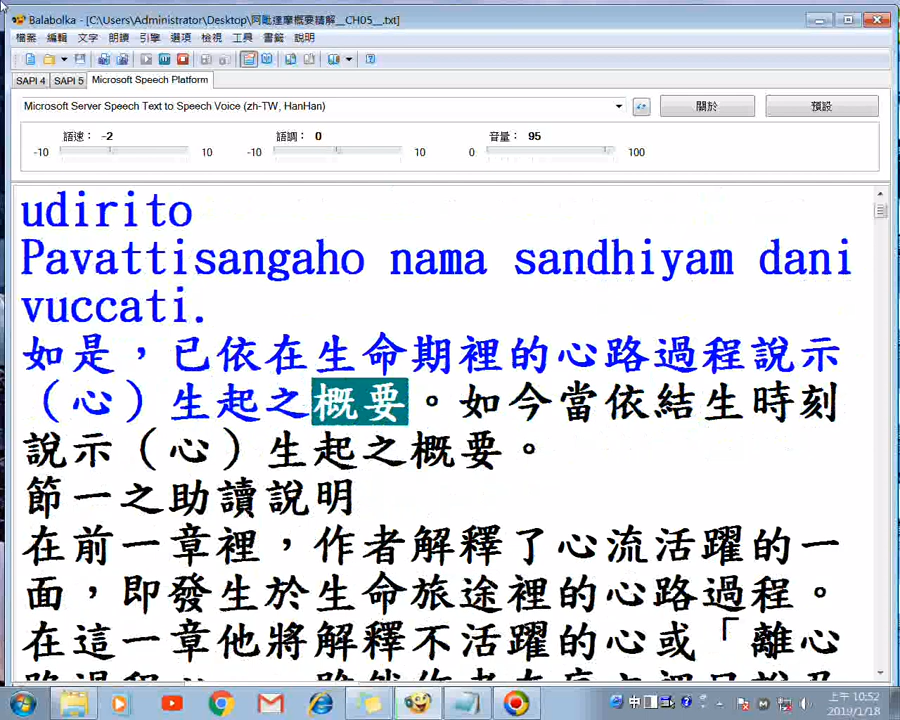 Balabolka - [C:\Users\Administrator\Desktop\阿毗達摩概要精解__CH05__.txt]
檔案 編輯 文字 朗讀 引擎 選項 檢視 工具 書籤 說明
SAPI 4 SAPI 5 Microsoft Speech Platform
Microsoft Server Speech Text to Speech Voice (zh-TW, HanHan) 關於 預設
語速： -2 語調： 0 音量： 95
-10 10 -10 10 0 100
udirito
Pavattisangaho nama sandhiyam dani
vuccati.
如是，已依在生命期裡的心路過程說示
（心）生起之概要。如今當依結生時刻
說示（心）生起之概要。
節一之助讀說明
在前一章裡，作者解釋了心流活躍的一
面，即發生於生命旅途裡的心路過程。
在這一章他將解釋不活躍的心或「離心
中
上午 10:52
2019/1/18